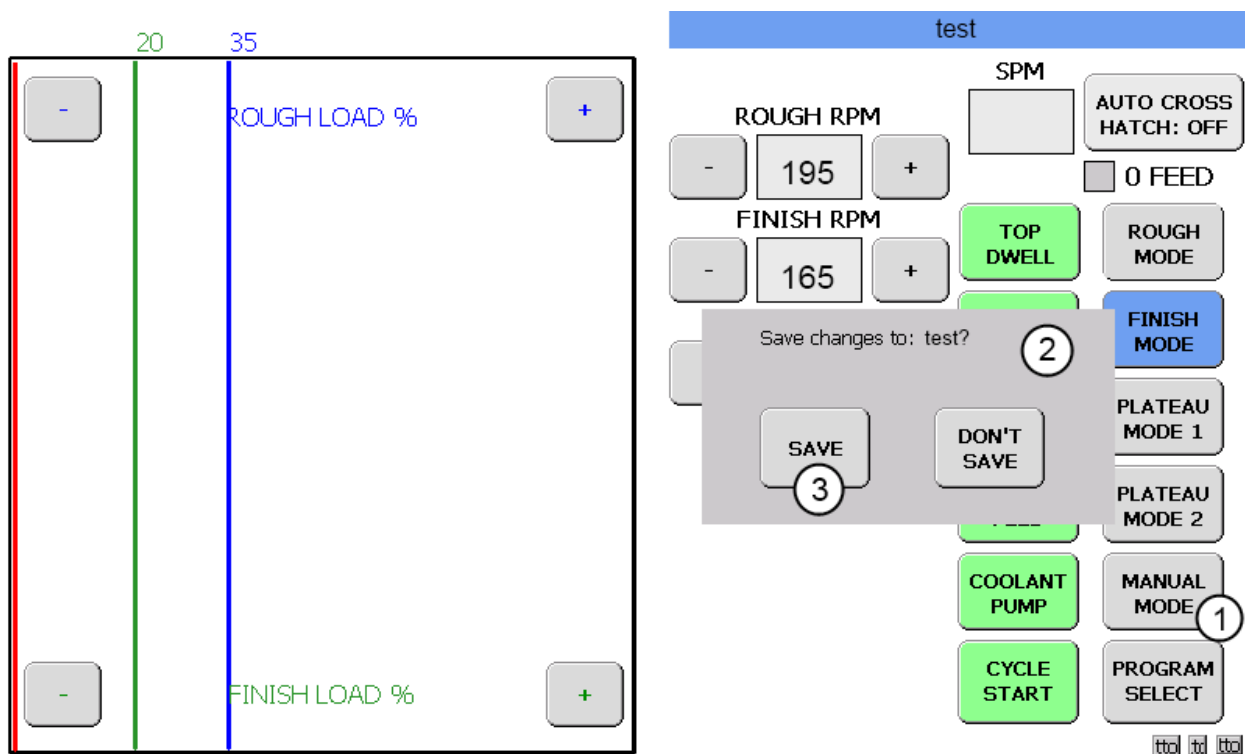 20
35
-
ROUGH LOAD %
+
-
FINISH LOAD %
+
test
SPM
AUTO CROSS
HATCH: OFF
ROUGH RPM
-
195
+
0 FEED
FINISH RPM
-
165
+
TOP
DWELL
ROUGH
MODE
FINISH
MODE
Save changes to: test?
2
SAVE
3
DON'T
SAVE
PLATEAU
MODE 1
PLATEAU
MODE 2
COOLANT
PUMP
MANUAL
MODE
1
CYCLE
START
PROGRAM
SELECT